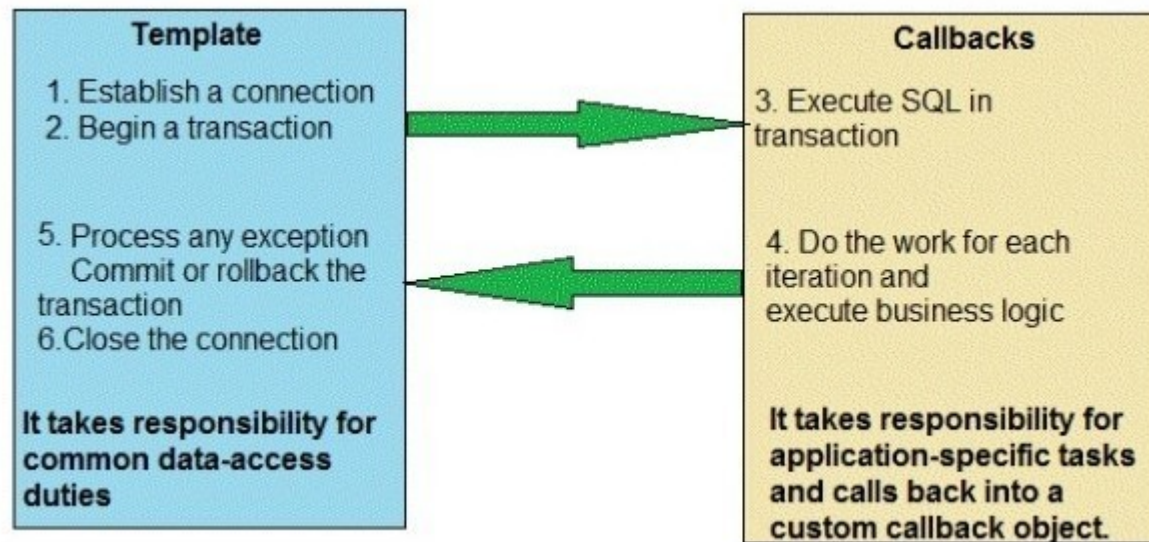 Template
1. Establish a connection
2. Begin a transaction
5. Process any exception
Commit or rollback the
transaction
6.Close the connection
It takes responsibility for
common data-access
duties
Callbacks
3. Execute SQL in
transaction
4. Do the work for each
iteration and
execute business logic
It takes responsibility for
application-specific tasks
and calls back into a
custom callback object.